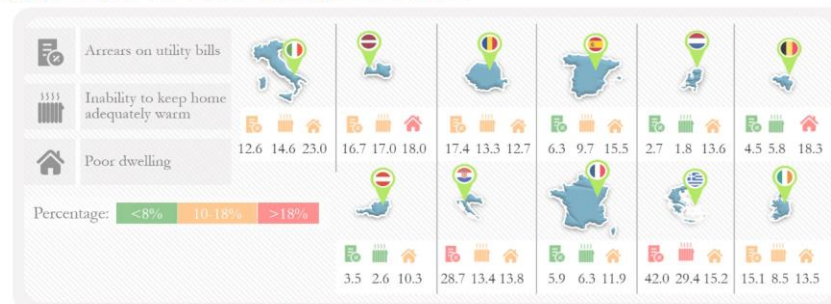 Arrears on utility bills
Inability to keep home
adequately warm
Poor dwelling
Percentage: <8% 10-18% >18%
12.6 14.6 23.0
16.7 17.0 18.0
17.4 13.3 12.7
6.3 9.7 15.5
2.7 1.8 13.6
4.5 5.8 18.3
3.5 2.6 10.3
28.7 13.4 13.8
5.9 6.3 11.9
42.0 29.4 15.2
15.1 8.5 13.5